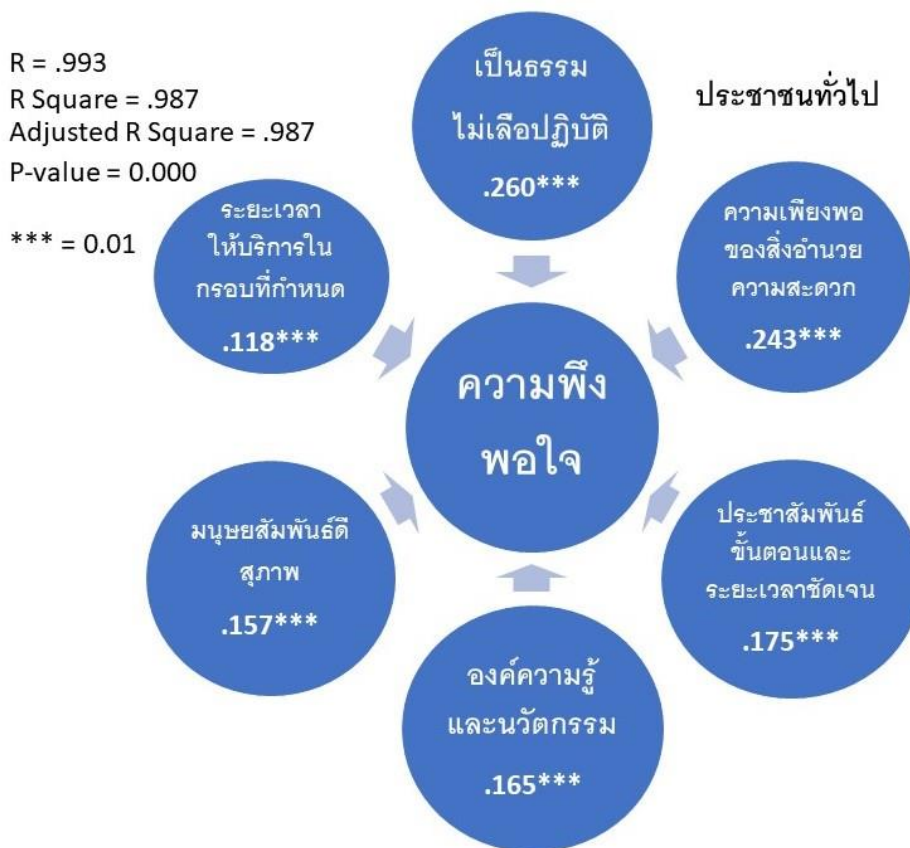 R = .993
R Square = .987
Adjusted R Square = .987
P-value = 0.000
*** = 0.01
ประชาชนทั่วไป
เป็นธรรม
ไม่เลือปฏิบัติ
.260***
ความเพียงพอ
ของสิ่งอำนวย
ความสะดวก
.243***
ประชาสัมพันธ์
ขั้นตอนและ
ระยะเวลาชัดเจน
.175***
องค์ความรู้
และนวัตกรรม
.165***
มนุษยสัมพันธ์ดี
สุภาพ
.157***
ระยะเวลา
ให้บริการใน
กรอบที่กำหนด
.118***
ความพึง
พอใจ